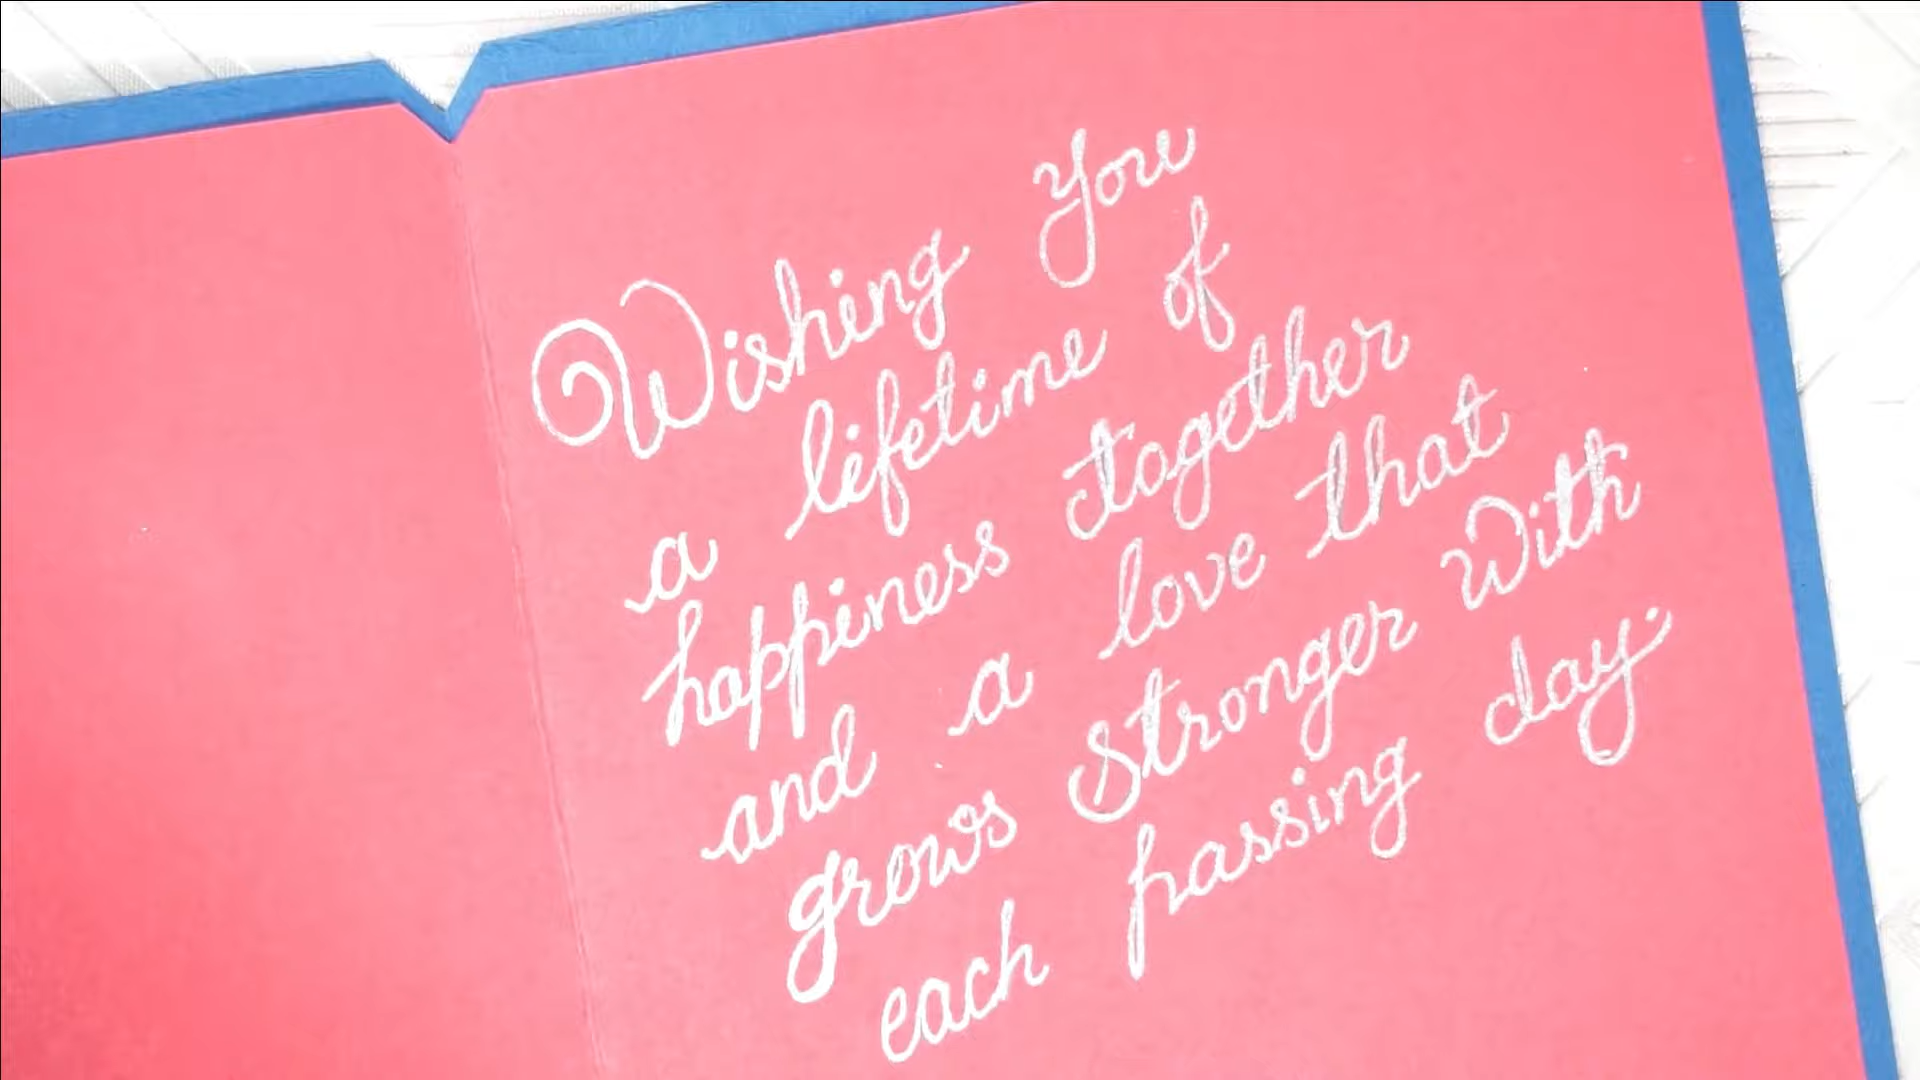 Wishing You
a lifetime of
happiness together
and a love that
grows Stronger With
each passing day.